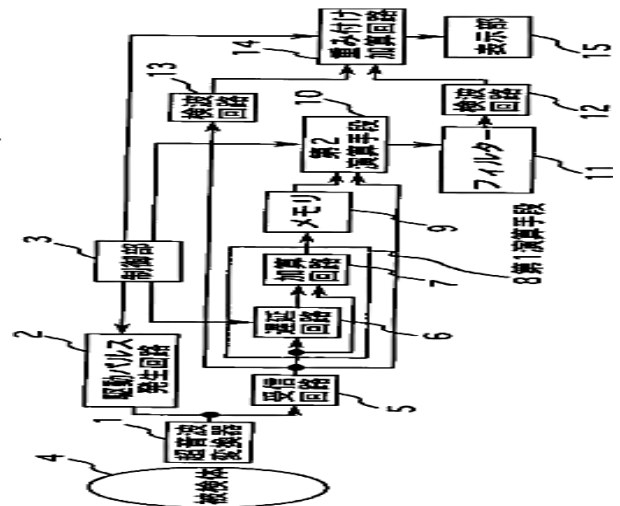 4
被検体
1
超音波
変換器
2
駆動パルス
発生回路
3
制御部
5
受信
回路
6
遅延
回路
7
加算
回路
8 第1演算手段
9
メモリ
10
第2
演算手段
11
フィルター
12
検波
回路
13
検波
回路
14
重み付け
加算回路
15
表示部